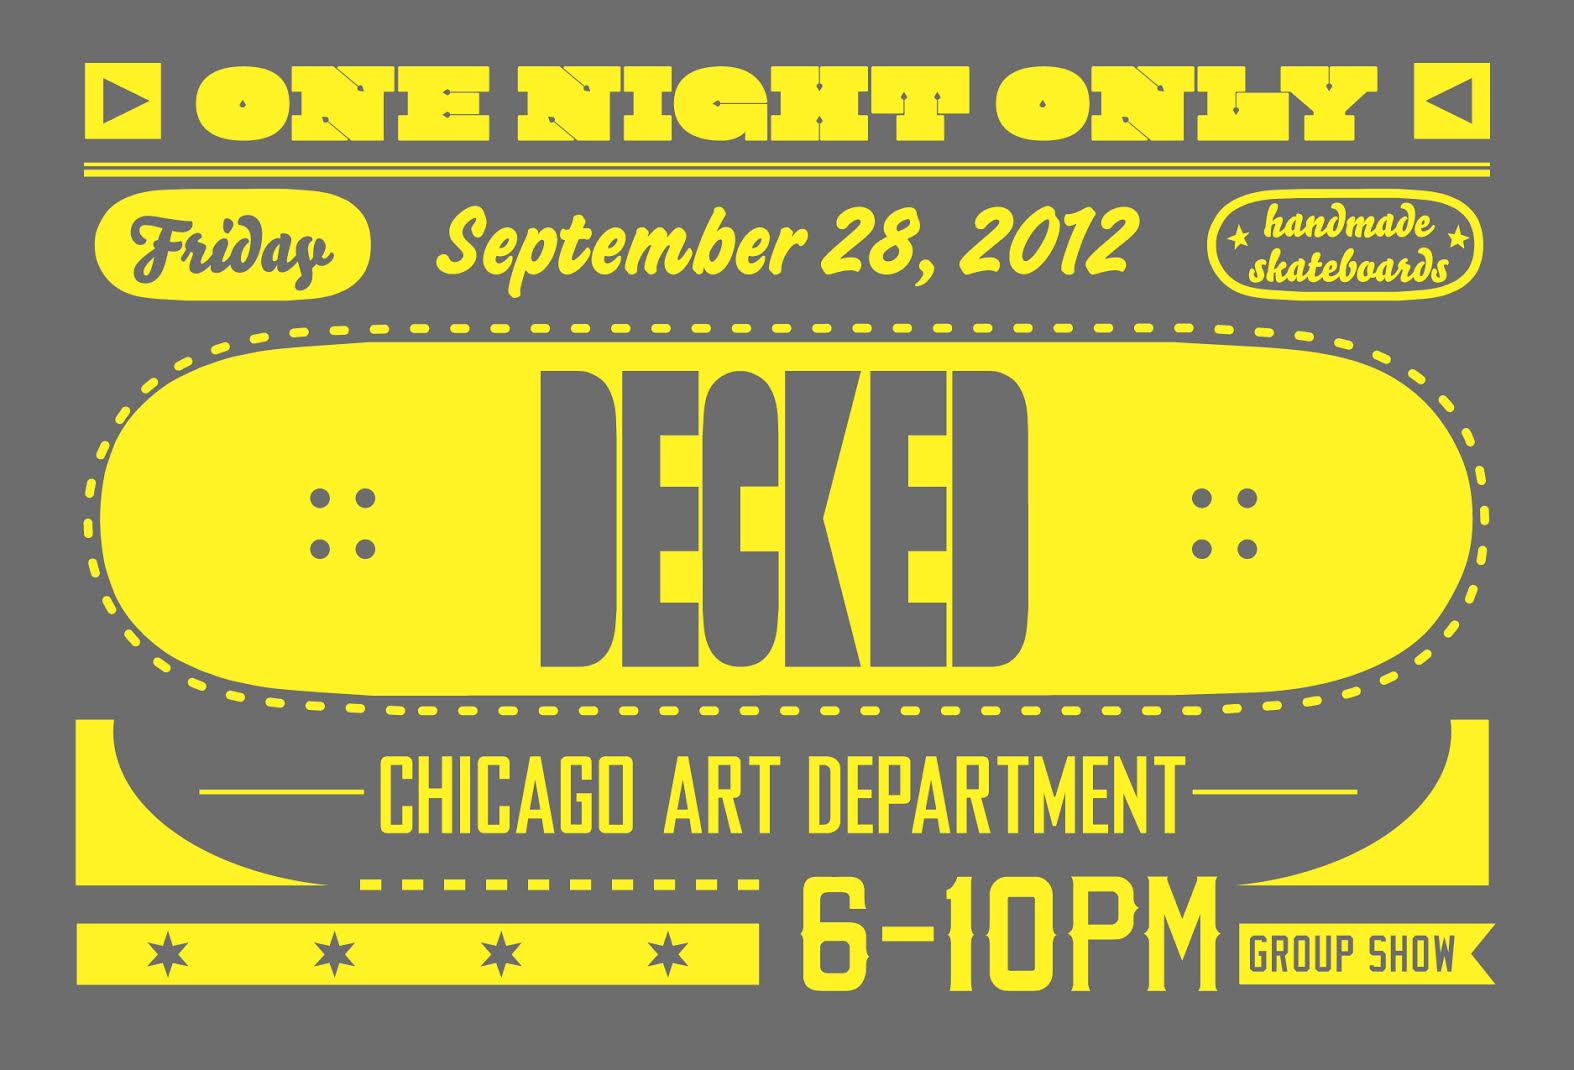 ONE NIGHT ONLY
Friday
September 28, 2012
handmade
skateboards
DECKED
CHICAGO ART DEPARTMENT
6-10PM
GROUP SHOW